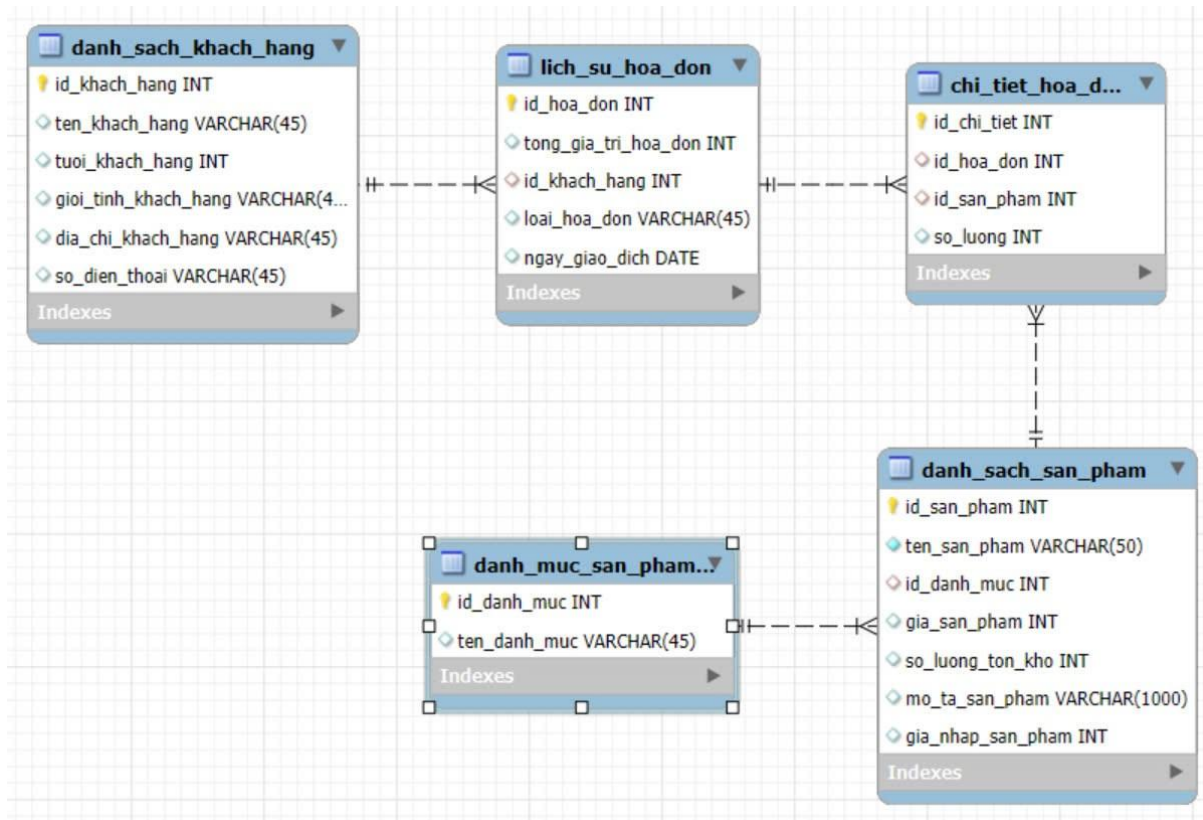 danh_sach_khach_hang
id_khach_hang INT
ten_khach_hang VARCHAR(45)
tuoi_khach_hang INT
gioi_tinh_khach_hang VARCHAR(4...
dia_chi_khach_hang VARCHAR(45)
so_dien_thoai VARCHAR(45)
Indexes
lich_su_hoa_don
id_hoa_don INT
tong_gia_tri_hoa_don INT
id_khach_hang INT
loai_hoa_don VARCHAR(45)
ngay_giao_dich DATE
Indexes
chi_tiet_hoa_d...
id_chi_tiet INT
id_hoa_don INT
id_san_pham INT
so_luong INT
Indexes
danh_muc_san_pham...
id_danh_muc INT
ten_danh_muc VARCHAR(45)
Indexes
danh_sach_san_pham
id_san_pham INT
ten_san_pham VARCHAR(50)
id_danh_muc INT
gia_san_pham INT
so_luong_ton_kho INT
mo_ta_san_pham VARCHAR(1000)
gia_nhap_san_pham INT
Indexes